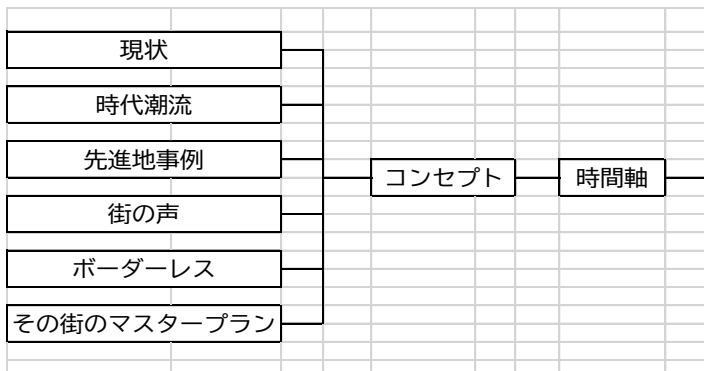 現状
時代潮流
先進地事例
街の声
ボーダーレス
その街のマスタープラン
コンセプト
時間軸